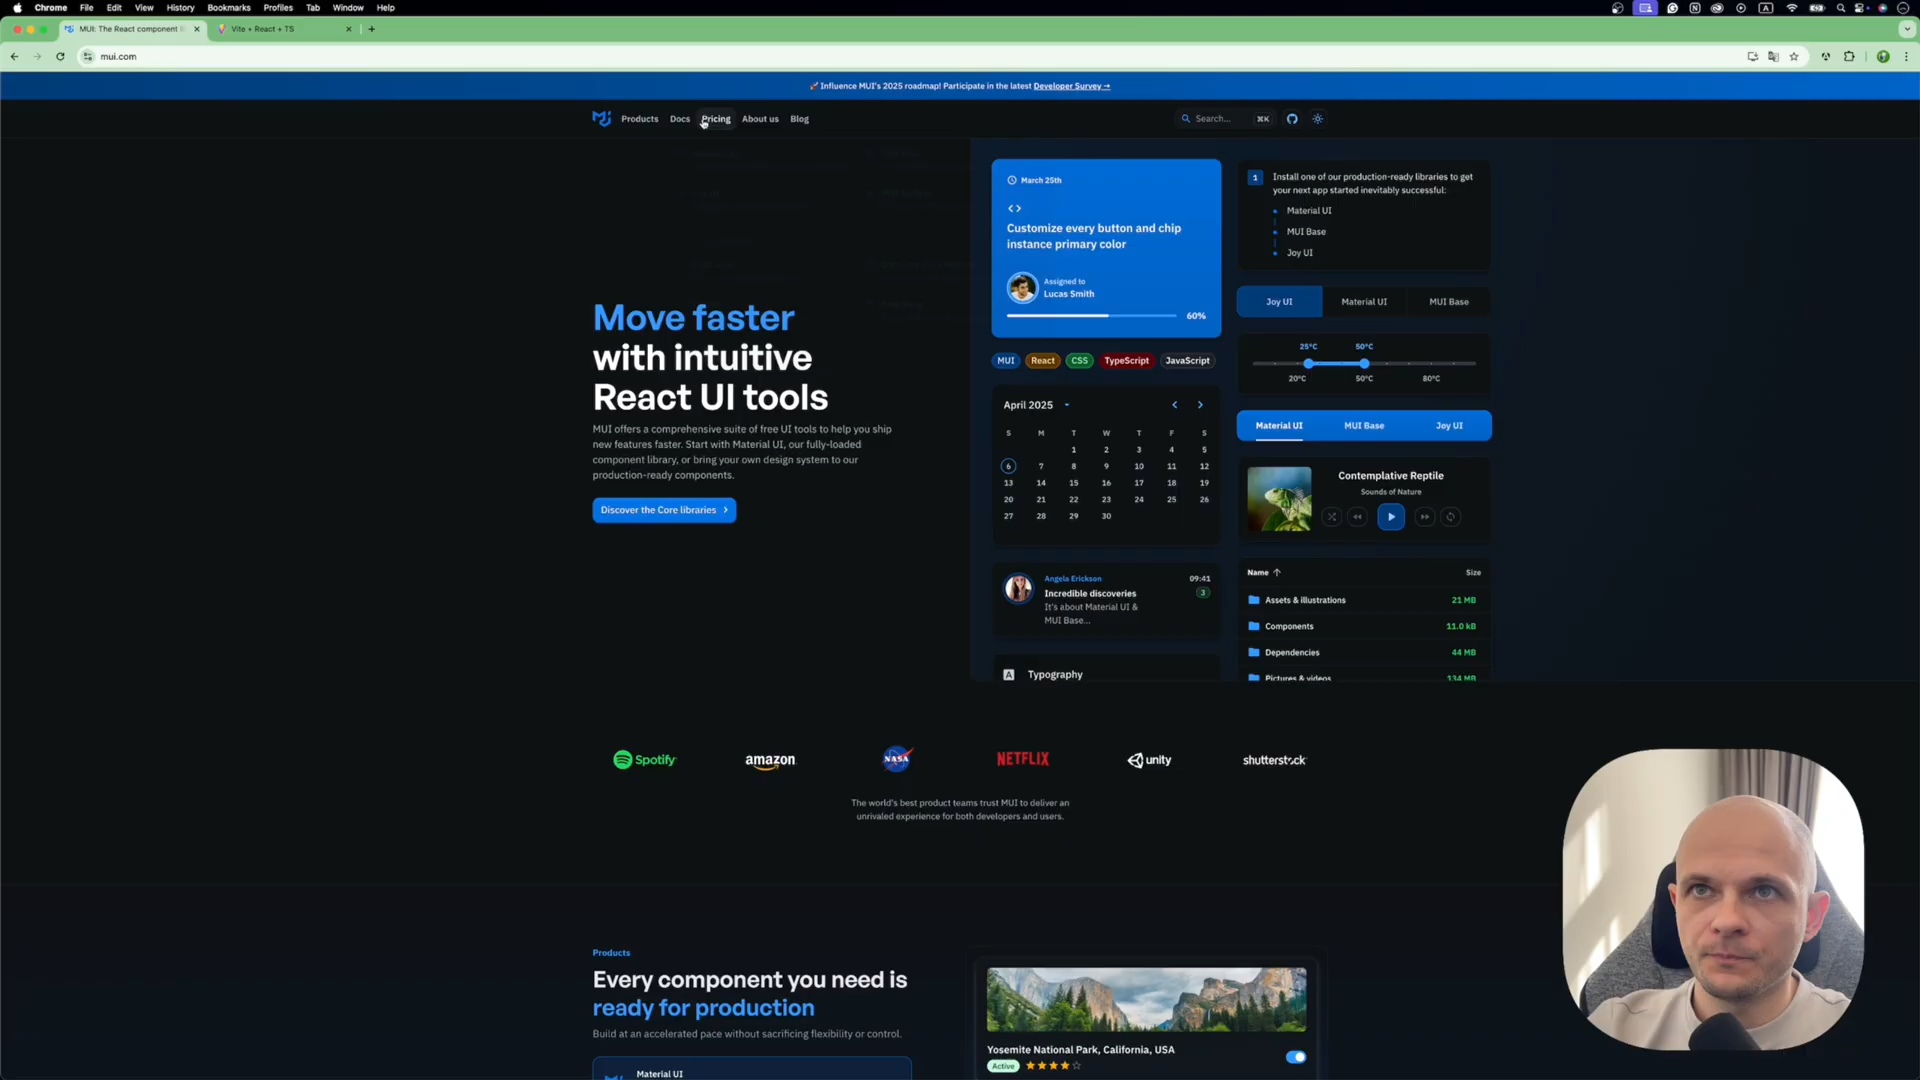 Chrome File Edit View History Bookmarks Profiles Tab Window Help
MUI: The React component li
Vite + React + TS
mui.com
Influence MUI's 2025 roadmap! Participate in the latest Developer Survey →
Products Docs Pricing About us Blog
Search... ⌘K
Move faster
with intuitive
React UI tools
MUI offers a comprehensive suite of free UI tools to help you ship
new features faster. Start with Material UI, our fully-loaded
component library, or bring your own design system to our
production-ready components.
Discover the Core libraries
March 25th
Customize every button and chip
instance primary color
Assigned to
Lucas Smith
60%
MUI React CSS TypeScript JavaScript
April 2025
S M T W T F S
1 2 3 4 5
6 7 8 9 10 11 12
13 14 15 16 17 18 19
20 21 22 23 24 25 26
27 28 29 30
Angela Erickson 09:41
Incredible discoveries 3
It's about Material UI &
MUI Base...
Typography
1 Install one of our production-ready libraries to get
your next app started inevitably successful:
Material UI
MUI Base
Joy UI
Joy UI Material UI MUI Base
25°C 50°C
20°C 50°C 80°C
Material UI MUI Base Joy UI
Contemplative Reptile
Sounds of Nature
Name Size
Assets & illustrations 21 MB
Components 11.0 kB
Dependencies 44 MB
Pictures & videos 134 MB
Spotify amazon NASA NETFLIX unity shutterstock
The world's best product teams trust MUI to deliver an
unrivaled experience for both developers and users.
Products
Every component you need is
ready for production
Build at an accelerated pace without sacrificing flexibility or control.
Material UI
Yosemite National Park, California, USA
Active